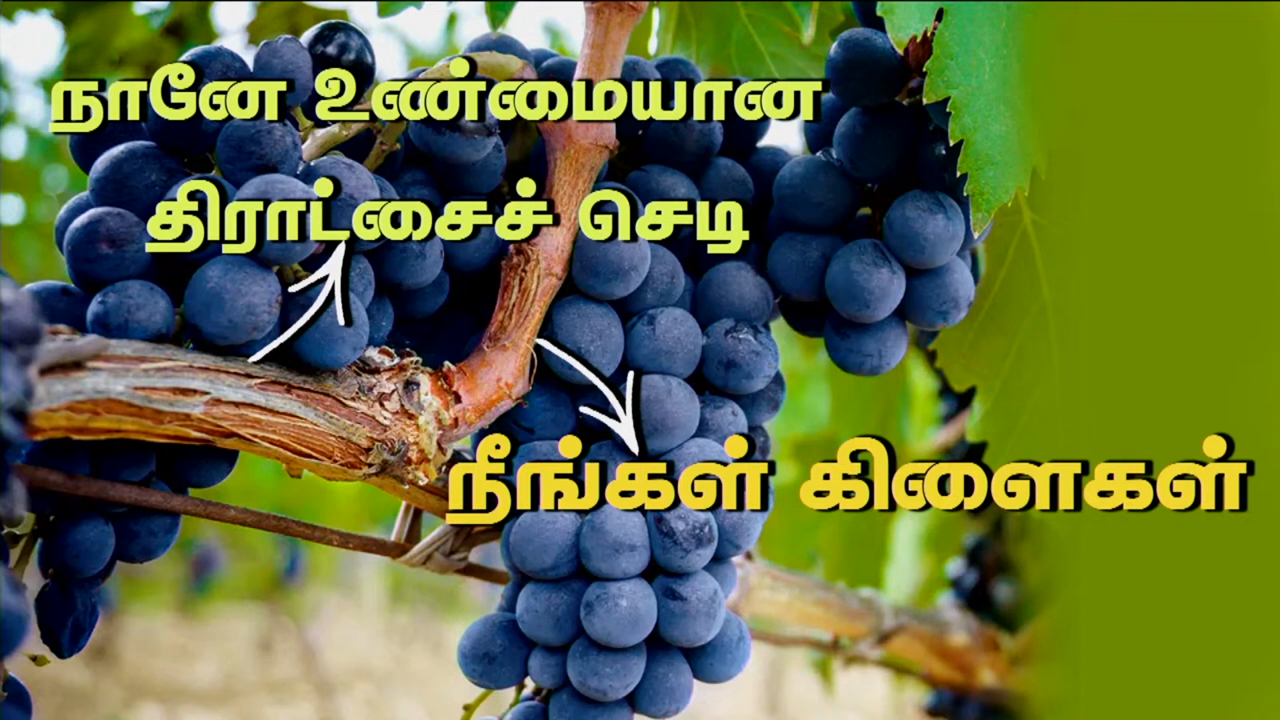 நானே உண்மையான
திராட்சைச் செடி
நீங்கள் கிளைகள்